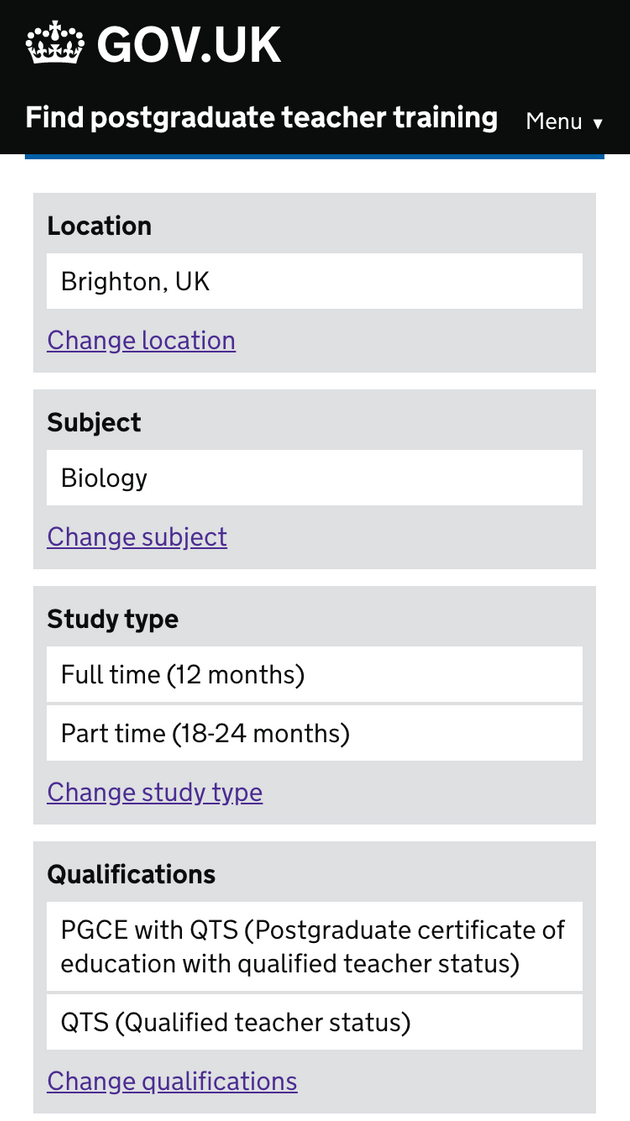 GOV.UK
Find postgraduate teacher training Menu ▼
Location
Brighton, UK
Change location
Subject
Biology
Change subject
Study type
Full time (12 months)
Part time (18-24 months)
Change study type
Qualifications
PGCE with QTS (Postgraduate certificate of
education with qualified teacher status)
QTS (Qualified teacher status)
Change qualifications